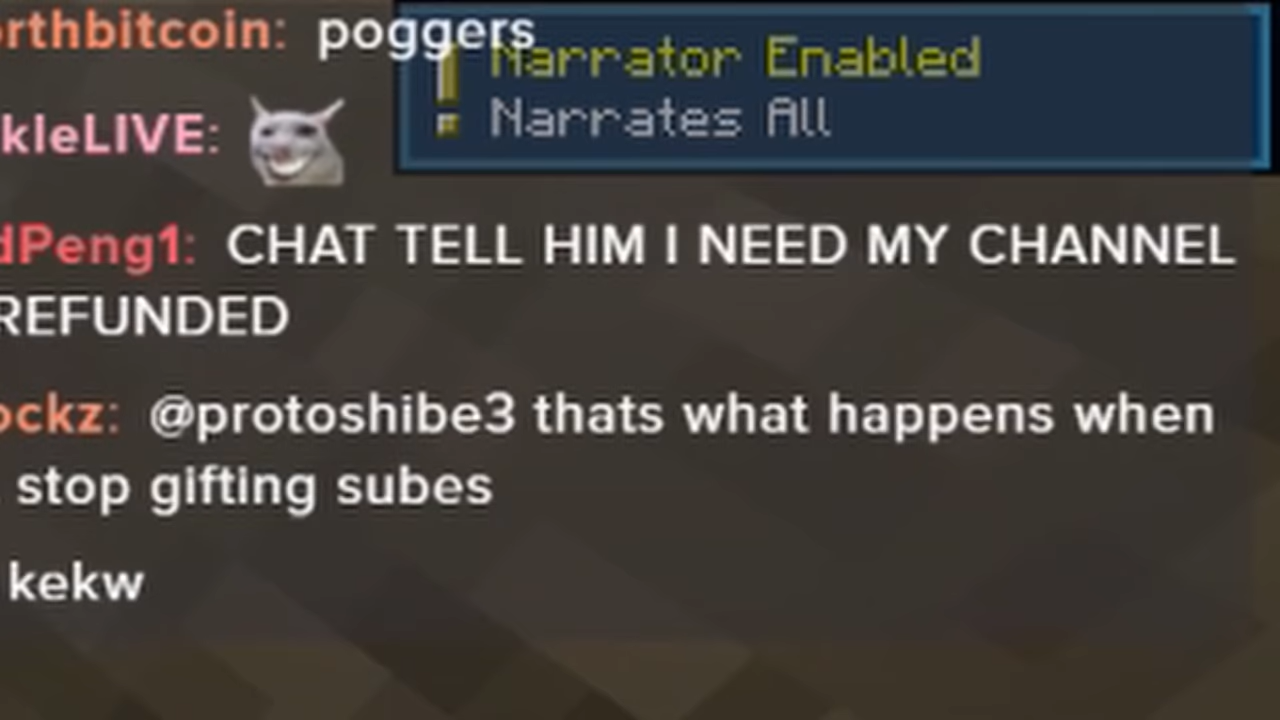 orthbitcoin: poggers
Narrator Enabled
Narrates All
kleLIVE:
dPeng1: CHAT TELL HIM I NEED MY CHANNEL
REFUNDED
ockz: @protoshibe3 thats what happens when
stop gifting subes
kekw